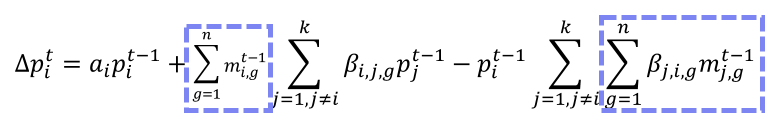 Δp_i^t = a_i p_i^{t−1} + ∑_{g=1}^{n} m_{i,g}^{t−1} ∑_{j=1,j≠i}^{k} β_{i,j,g} p_j^{t−1} − p_i^{t−1} ∑_{j=1,j≠i}^{k} ∑_{g=1}^{n} β_{j,i,g} m_{j,g}^{t−1}